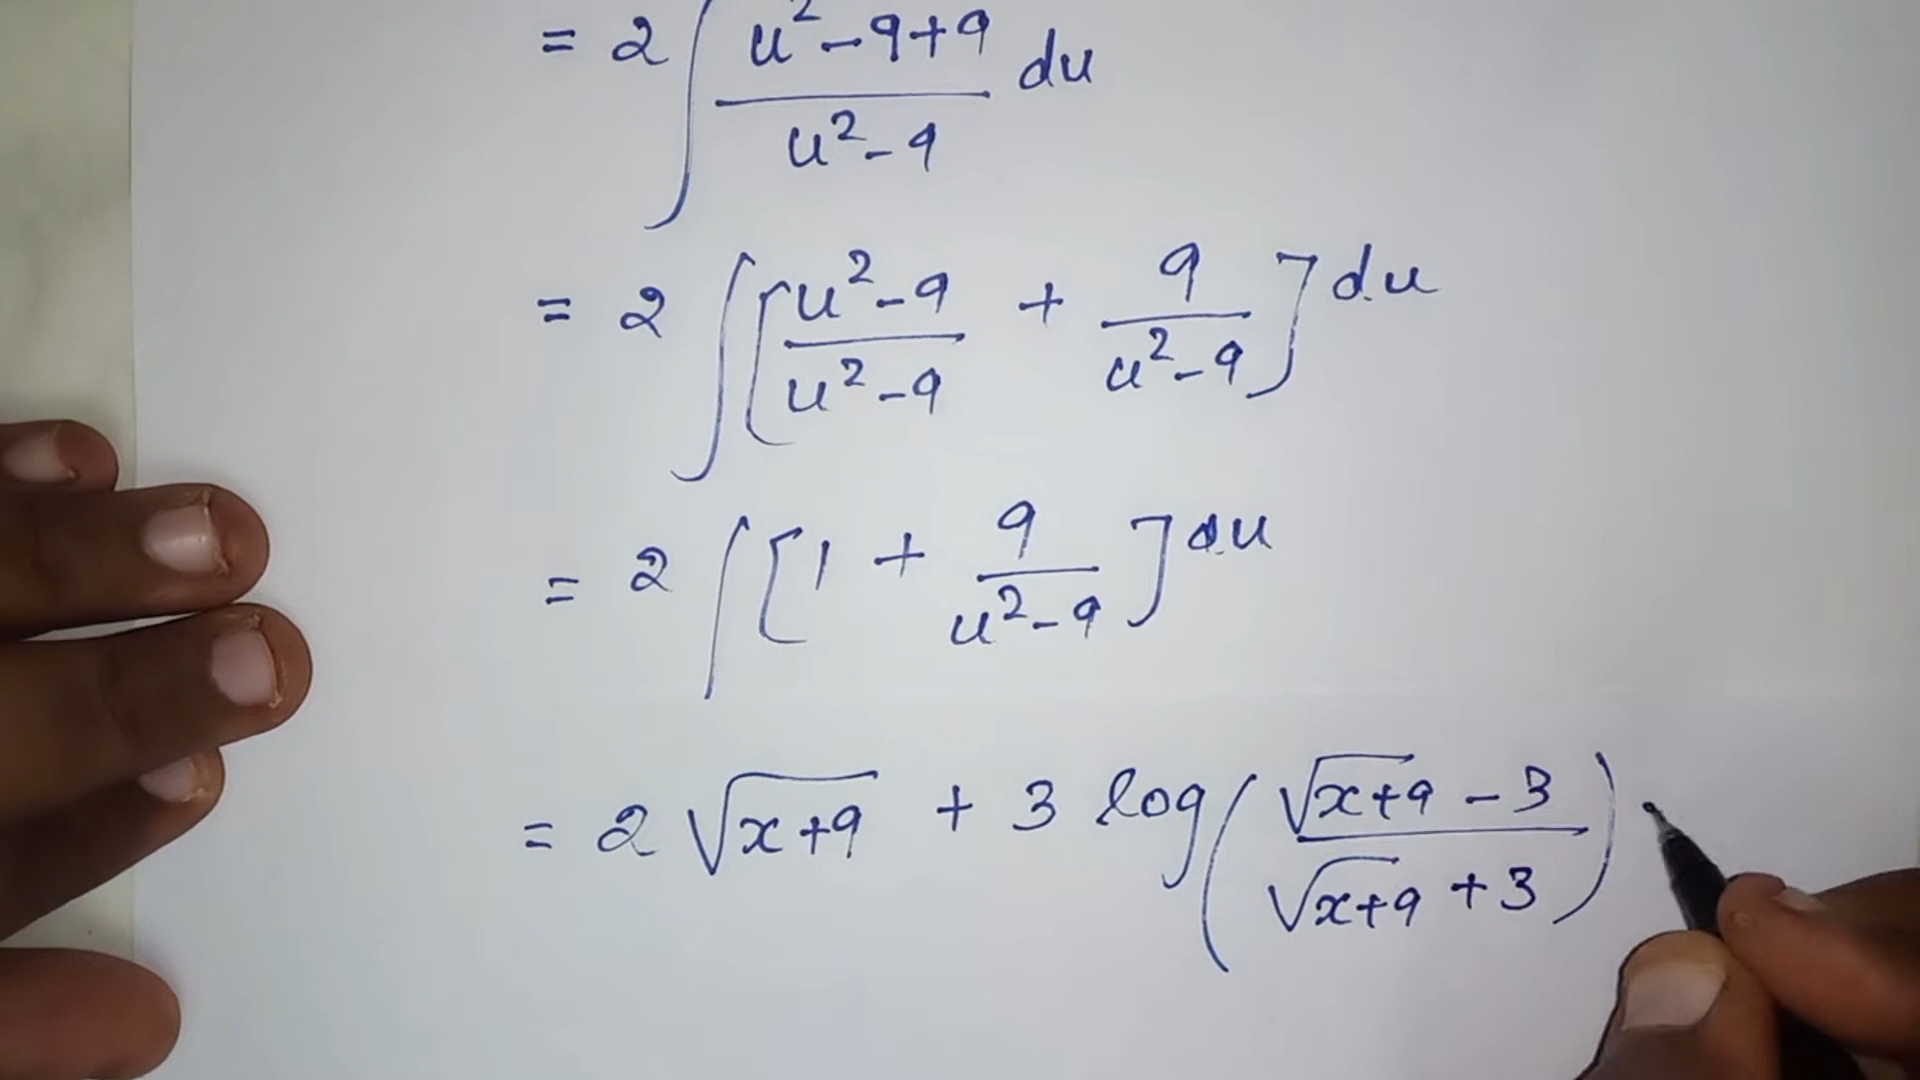 = 2 ∫ (u² - 9 + 9)/(u² - 9) du
= 2 ∫ [(u² - 9)/(u² - 9) + 9/(u² - 9)] du
= 2 ∫ [1 + 9/(u² - 9)] du
= 2 √(x+9) + 3 log((√(x+9) - 3)/(√(x+9) + 3))